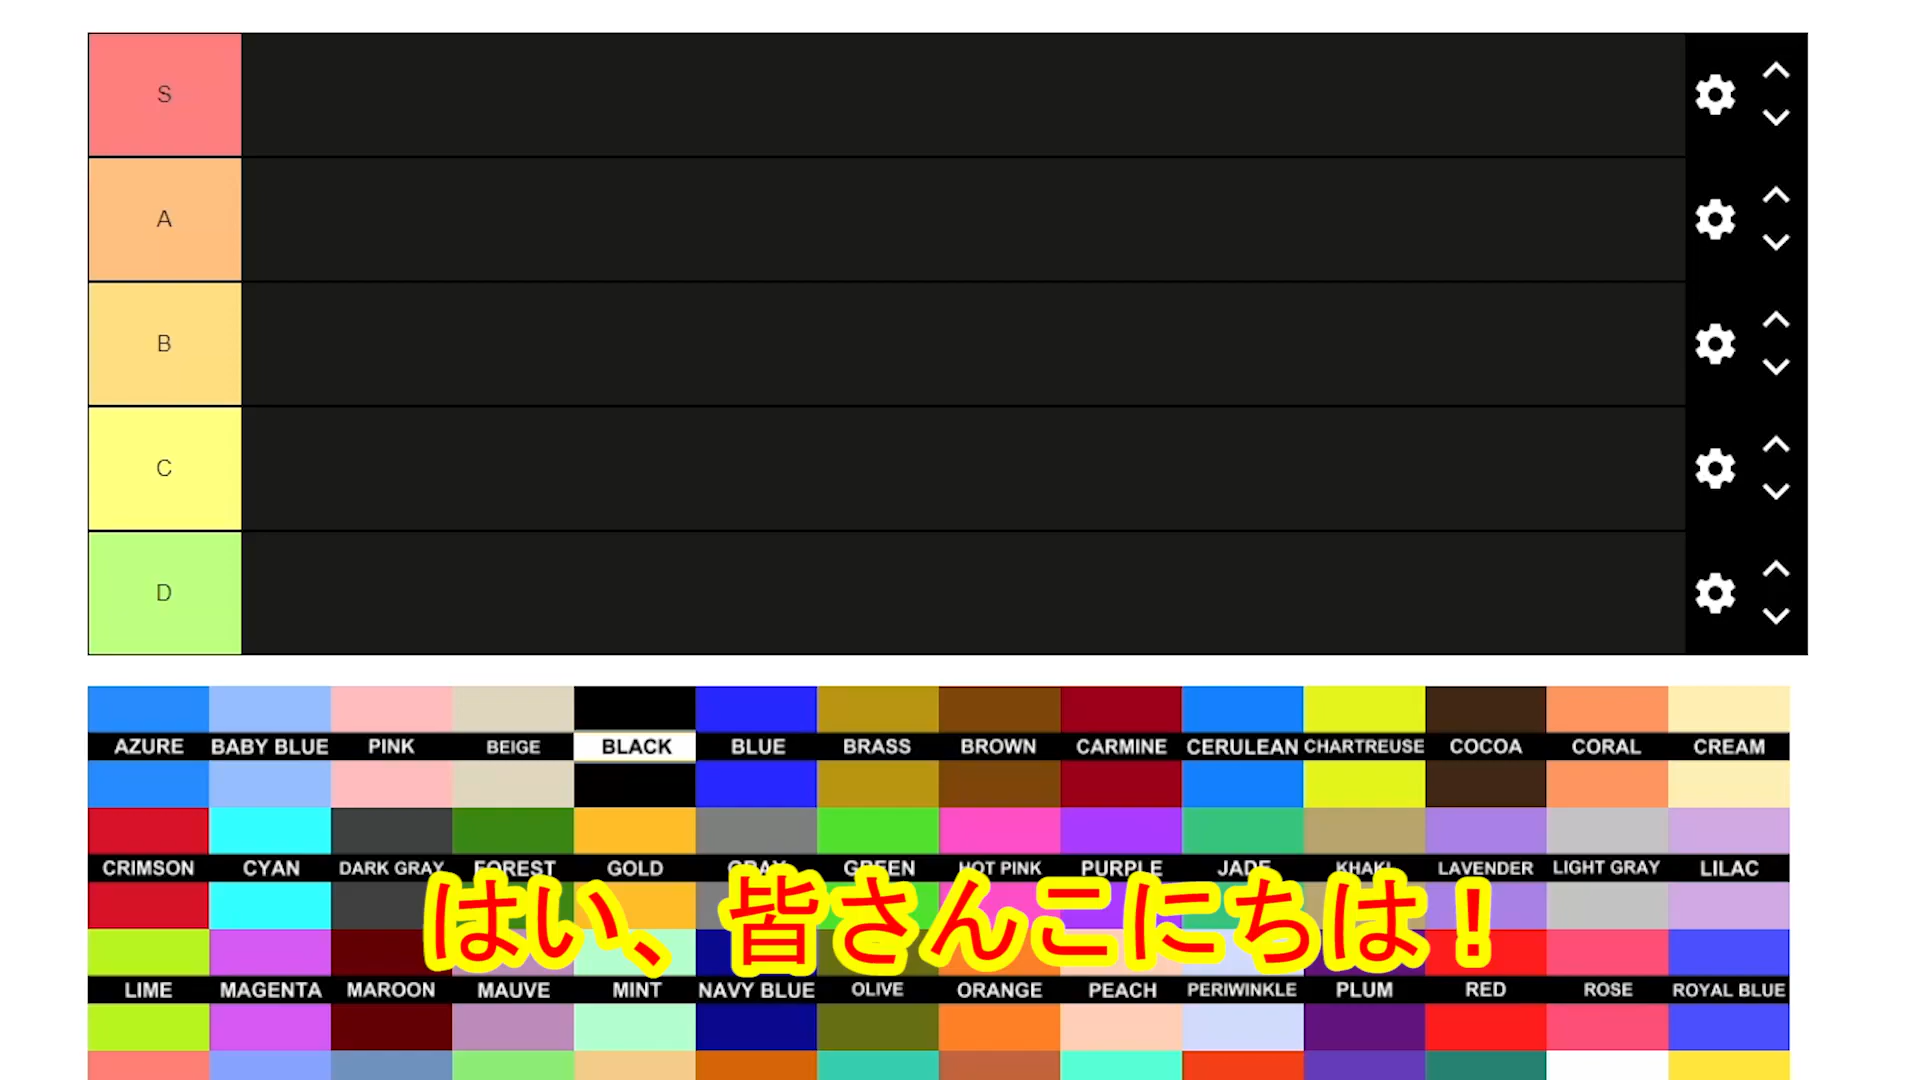 S
A
B
C
D
AZURE BABY BLUE PINK BEIGE BLACK BLUE BRASS BROWN CARMINE CERULEAN CHARTREUSE COCOA CORAL CREAM
CRIMSON CYAN DARK GRAY FOREST GOLD GRAY GREEN HOT PINK PURPLE JADE KHAKI LAVENDER LIGHT GRAY LILAC
はい、皆さんこにちは！
LIME MAGENTA MAROON MAUVE MINT NAVY BLUE OLIVE ORANGE PEACH PERIWINKLE PLUM RED ROSE ROYAL BLUE